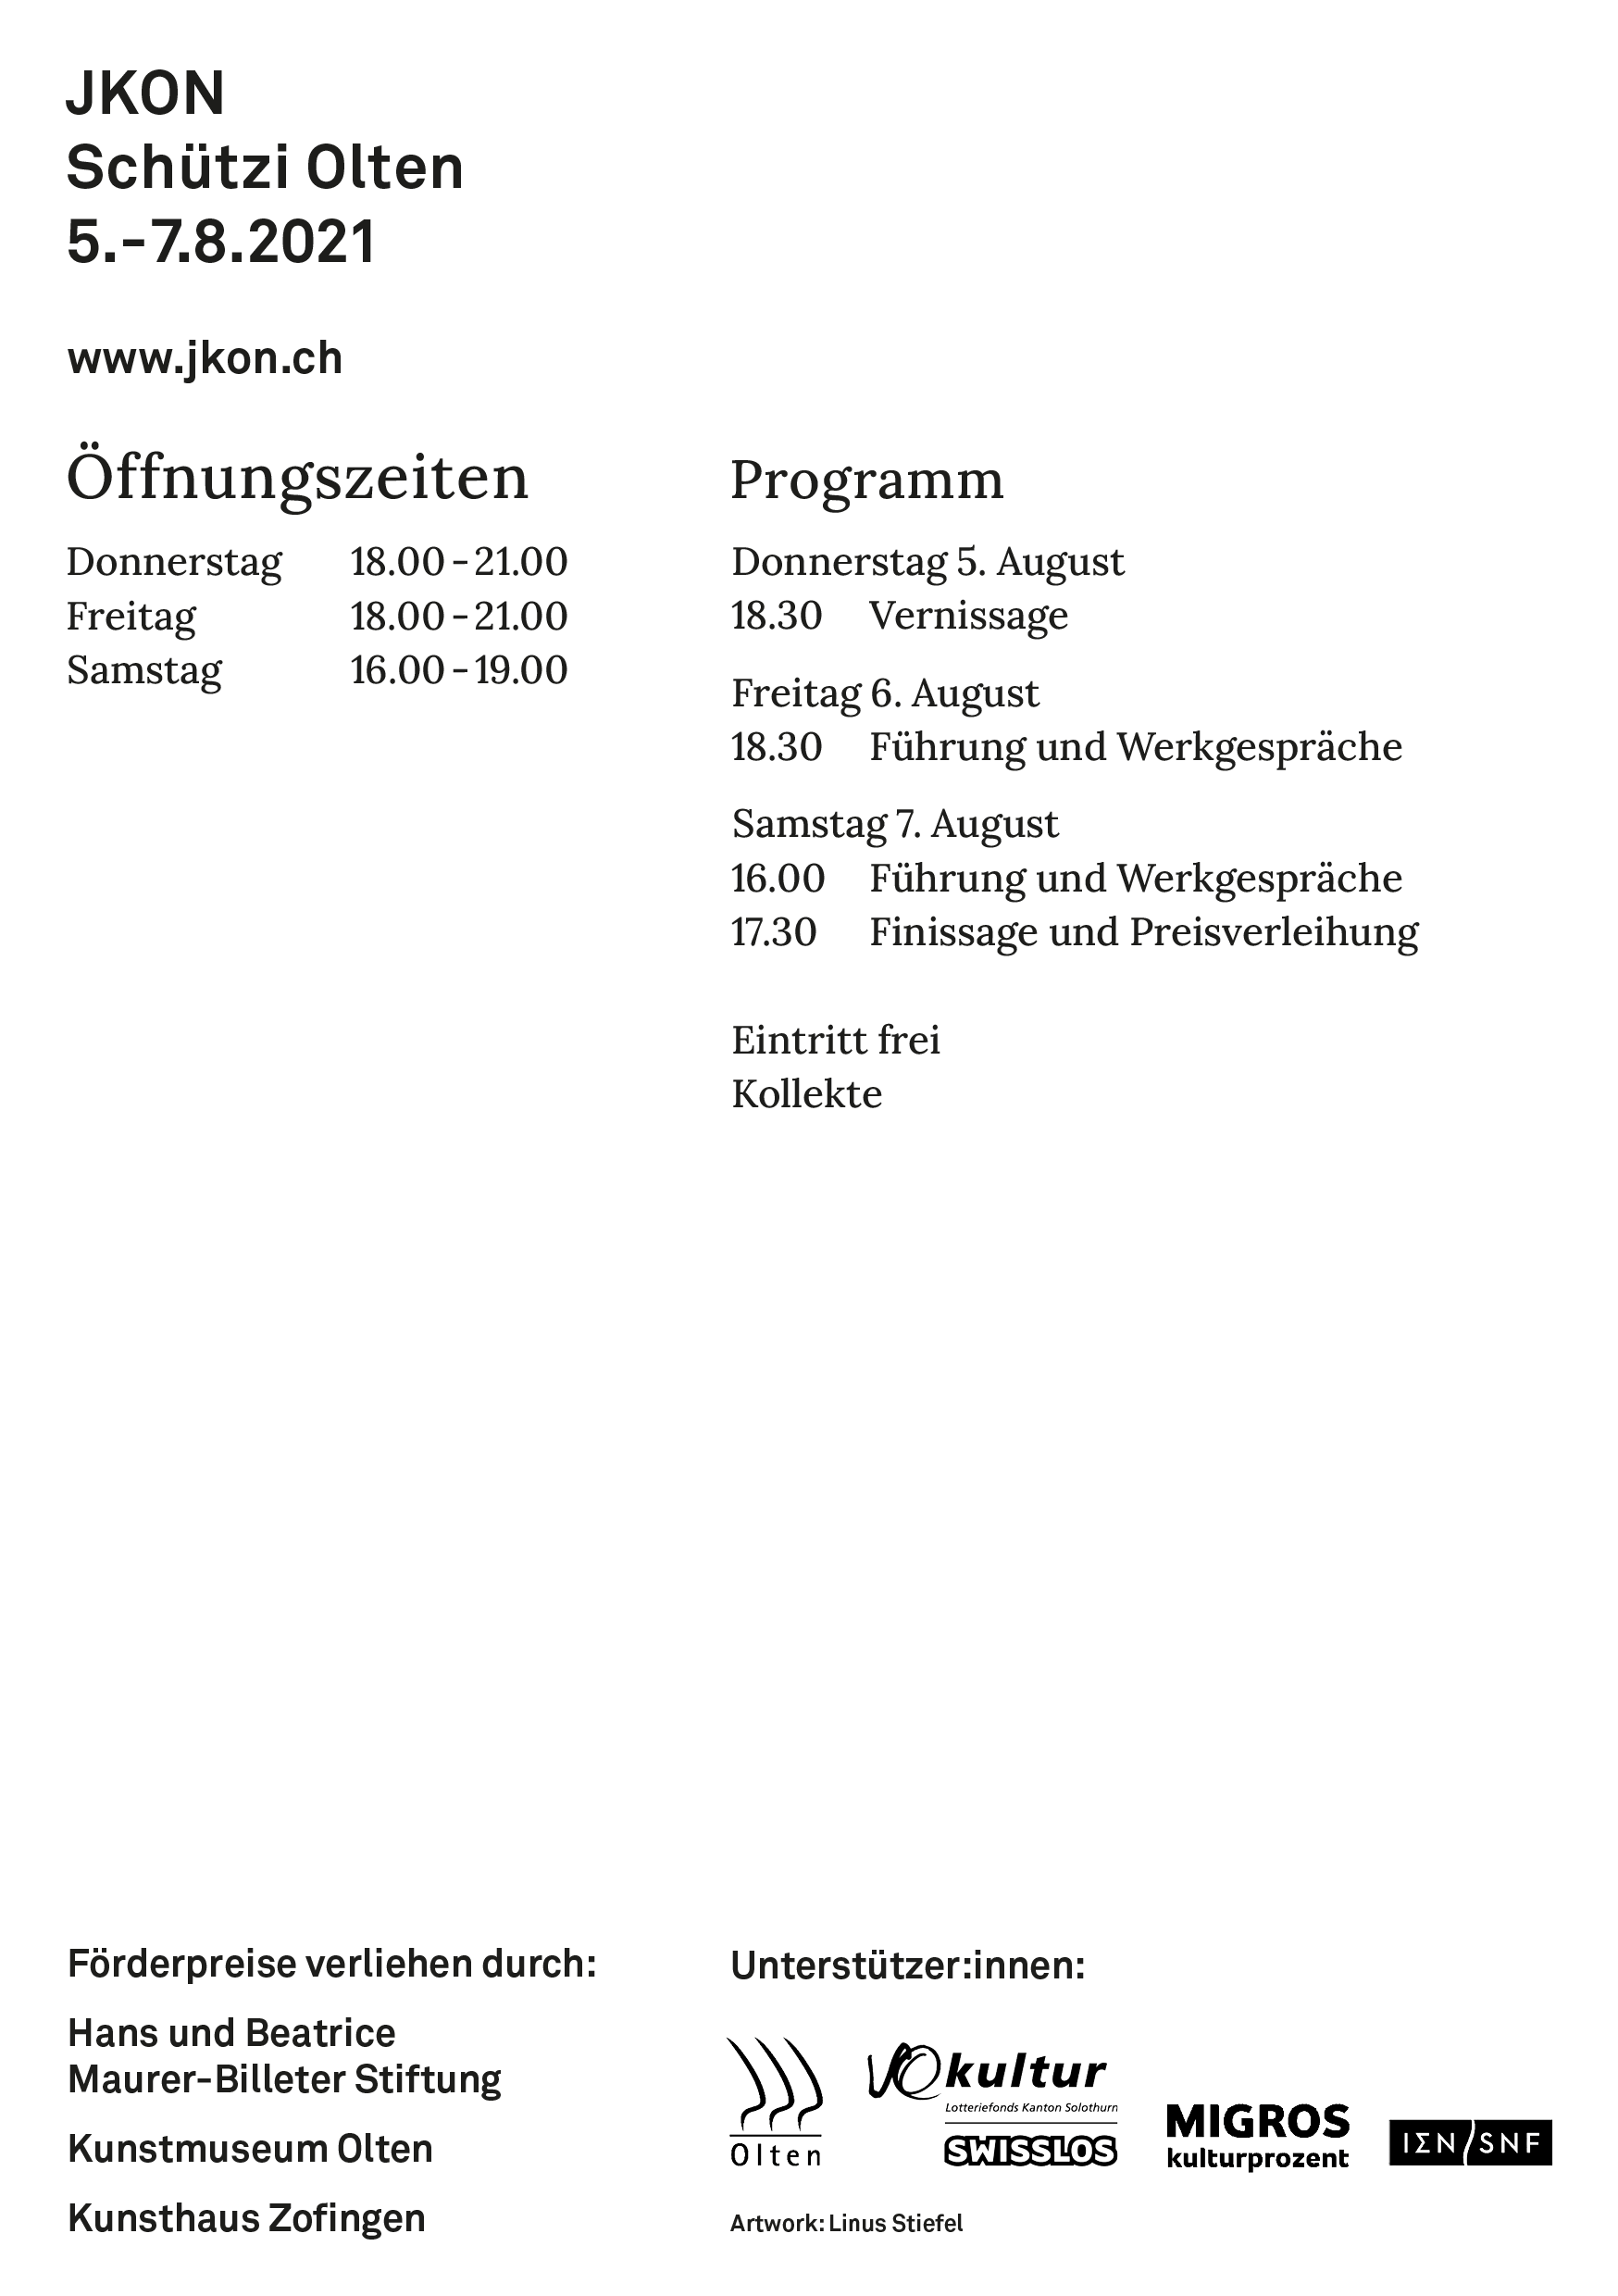 JKON
Schützi Olten
5.-7.8.2021
www.jkon.ch
Öffnungszeiten
Donnerstag 18.00-21.00
Freitag 18.00-21.00
Samstag 16.00-19.00
Programm
Donnerstag 5. August
18.30 Vernissage
Freitag 6. August
18.30 Führung und Werkgespräche
Samstag 7. August
16.00 Führung und Werkgespräche
17.30 Finissage und Preisverleihung
Eintritt frei
Kollekte
Förderpreise verliehen durch:
Hans und Beatrice
Maurer-Billeter Stiftung
Kunstmuseum Olten
Kunsthaus Zofingen
Unterstützer:innen:
Olten
SOkultur
Lotteriefonds Kanton Solothurn
SWISSLOS
MIGROS
kulturprozent
IΣN/SNF
Artwork: Linus Stiefel